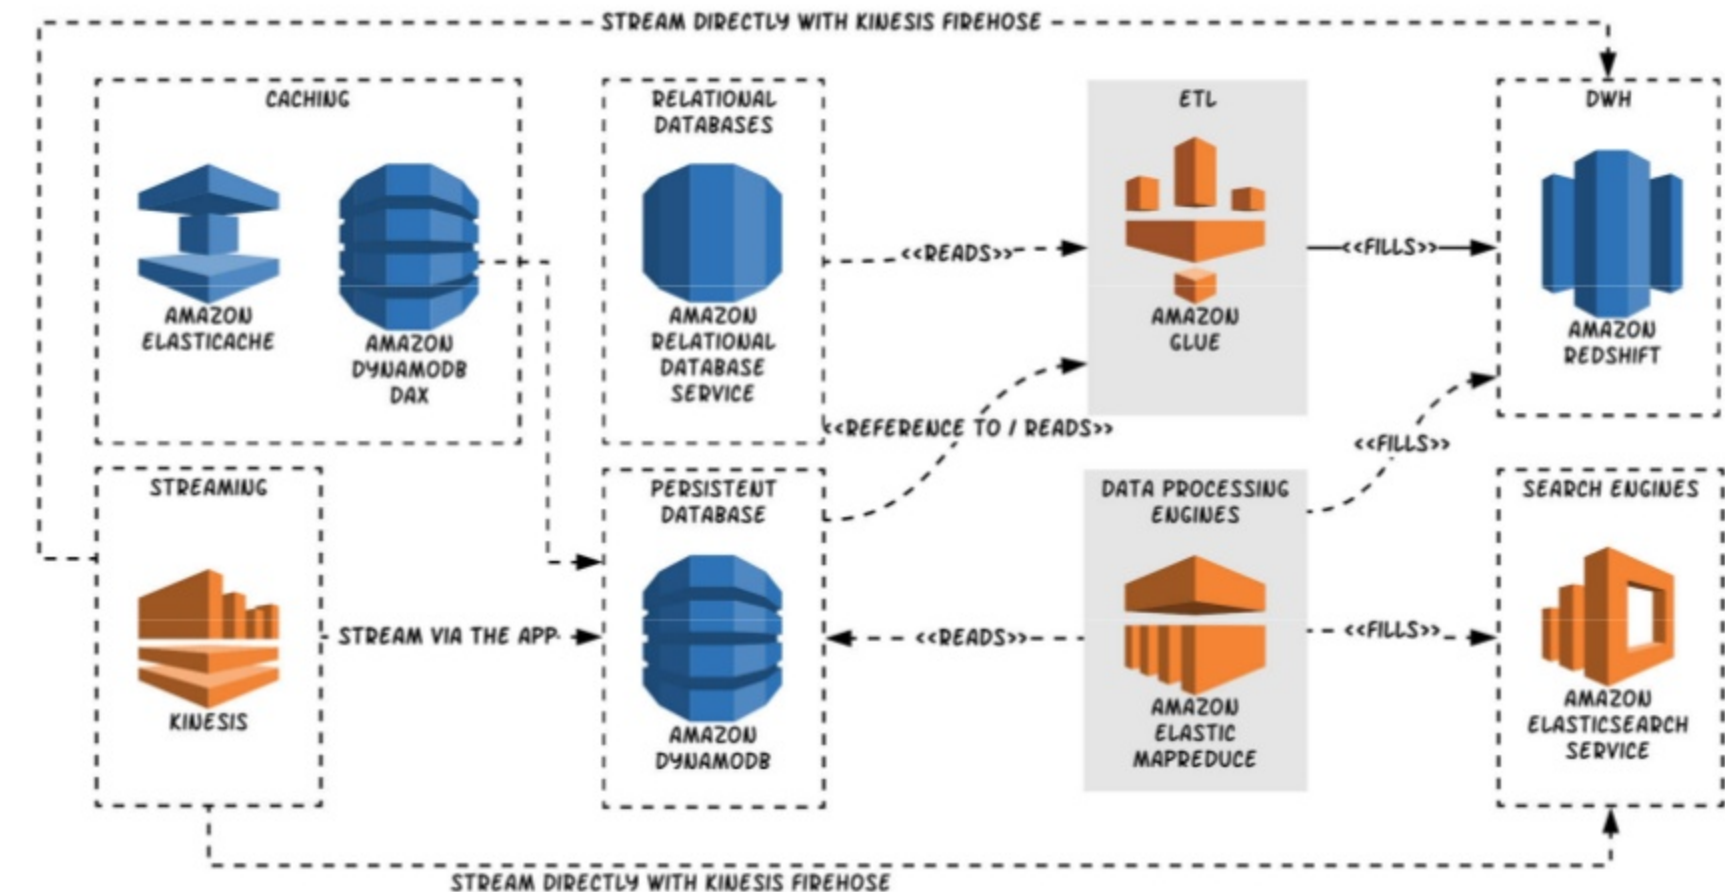 STREAM DIRECTLY WITH KINESIS FIREHOSE
CACHING
AMAZON
ELASTICACHE
AMAZON
DYNAMODB
DAX
RELATIONAL
DATABASES
AMAZON
RELATIONAL
DATABASE
SERVICE
<<READS>>
ETL
AMAZON
GLUE
<<FILLS>>
DWH
AMAZON
REDSHIFT
<<REFERENCE TO / READS>>
<<FILLS>>
STREAMING
KINESIS
STREAM VIA THE APP
PERSISTENT
DATABASE
AMAZON
DYNAMODB
<<READS>>
DATA PROCESSING
ENGINES
AMAZON
ELASTIC
MAPREDUCE
<<FILLS>>
SEARCH ENGINES
AMAZON
ELASTICSEARCH
SERVICE
STREAM DIRECTLY WITH KINESIS FIREHOSE